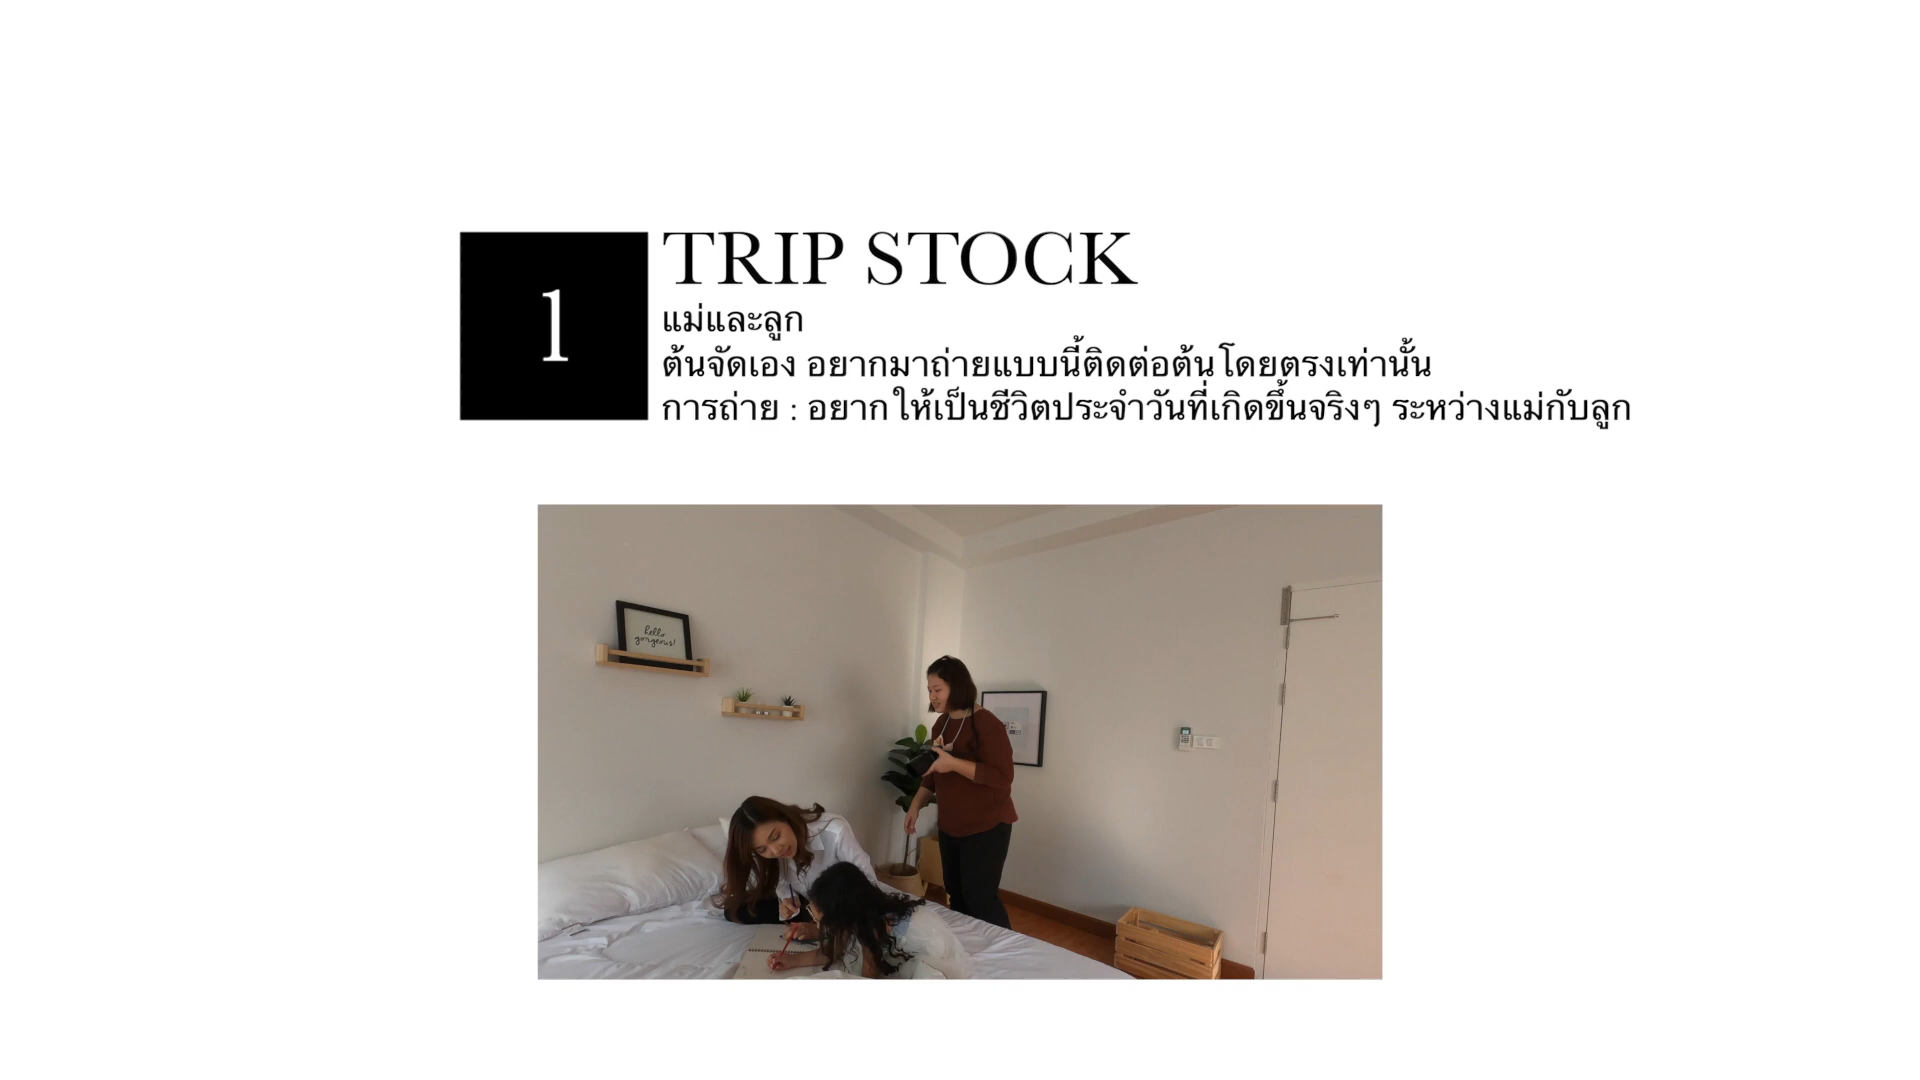 1
TRIP STOCK
แม่และลูก
ต้นจัดเอง อยากมาถ่ายแบบนี้ติดต่อต้นโดยตรงเท่านั้น
การถ่าย : อยากให้เป็นชีวิตประจำวันที่เกิดขึ้นจริงๆ ระหว่างแม่กับลูก
hello
gorgeous!